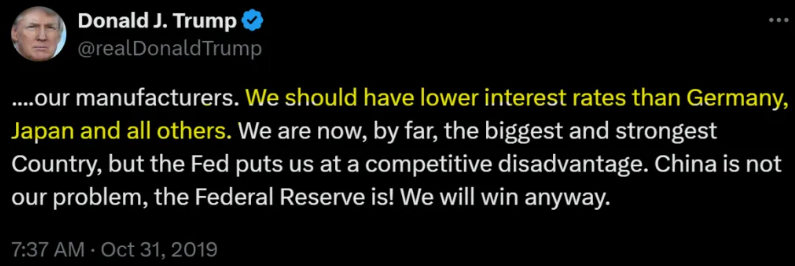 Donald J. Trump
@realDonaldTrump
....our manufacturers. We should have lower interest rates than Germany,
Japan and all others. We are now, by far, the biggest and strongest
Country, but the Fed puts us at a competitive disadvantage. China is not
our problem, the Federal Reserve is! We will win anyway.
7:37 AM · Oct 31, 2019